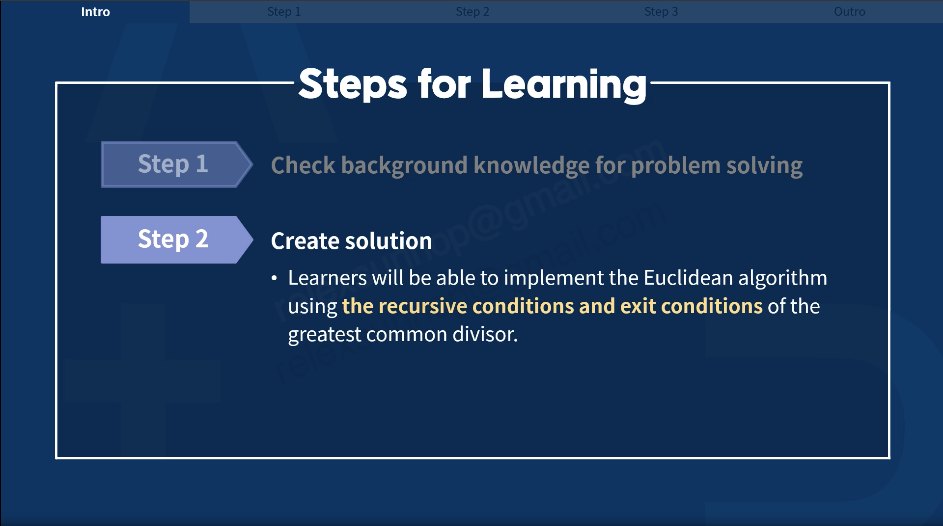 Intro
Step 1
Step 2
Step 3
Outro
Steps for Learning
Step 1
Check background knowledge for problem solving
Step 2
Create solution
• Learners will be able to implement the Euclidean algorithm
using the recursive conditions and exit conditions of the
greatest common divisor.